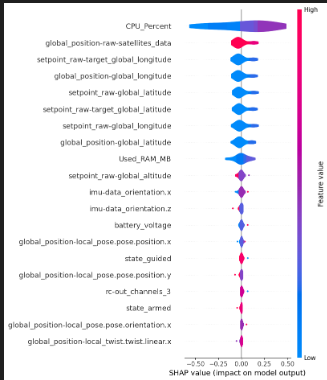 High
CPU_Percent
global_position-raw-satellites_data
setpoint_raw-target_global_longitude
global_position-global_longitude
setpoint_raw-global_latitude
setpoint_raw-target_global_latitude
setpoint_raw-global_longitude
global_position-global_latitude
Used_RAM_MB
setpoint_raw-global_altitude
imu-data_orientation.x
imu-data_orientation.z
battery_voltage
global_position-local_pose.pose.position.x
state_guided
global_position-local_pose.pose.position.y
rc-out_channels_3
state_armed
global_position-local_pose.pose.orientation.x
global_position-local_twist.twist.linear.x
Feature value
Low
−0.50 −0.25 0.00 0.25 0.50
SHAP value (impact on model output)